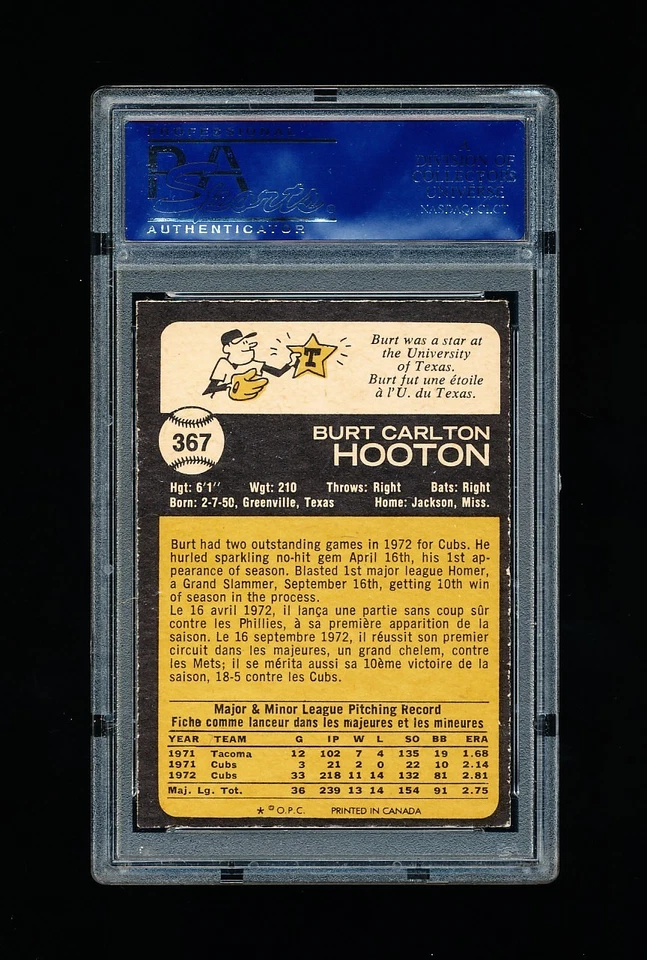 PROFESSIONAL
PSA
Sports
AUTHENTICATOR
A
DIVISION OF
COLLECTERS
UNIVERSE
NASDAQ: CLCT
T
Burt was a star at
the University
of Texas.
Burt fut une étoile
à l'U. du Texas.
367
BURT CARLTON
HOOTON
Hgt: 6'1" Wgt: 210 Throws: Right Bats: Right
Born: 2-7-50, Greenville, Texas Home: Jackson, Miss.
Burt had two outstanding games in 1972 for Cubs. He
hurled sparkling no-hit gem April 16th, his 1st ap-
pearance of season. Blasted 1st major league Homer,
a Grand Slammer, September 16th, getting 10th win
of season in the process.
Le 16 avril 1972, il lança une partie sans coup sûr
contre les Phillies, à sa première apparition de la
saison. Le 16 septembre 1972, il réussit son premier
circuit dans les majeures, un grand chelem, contre
les Mets; il se mérita aussi sa 10ème victoire de la
saison, 18-5 contre les Cubs.
Major & Minor League Pitching Record
Fiche comme lanceur dans les majeures et les mineures
YEAR TEAM G IP W L SO BB ERA
1971 Tacoma 12 102 7 4 135 19 1.68
1971 Cubs 3 21 2 0 22 10 2.14
1972 Cubs 33 218 11 14 132 81 2.81
Maj. Lg. Tot. 36 239 13 14 154 91 2.75
* © O.P.C. PRINTED IN CANADA